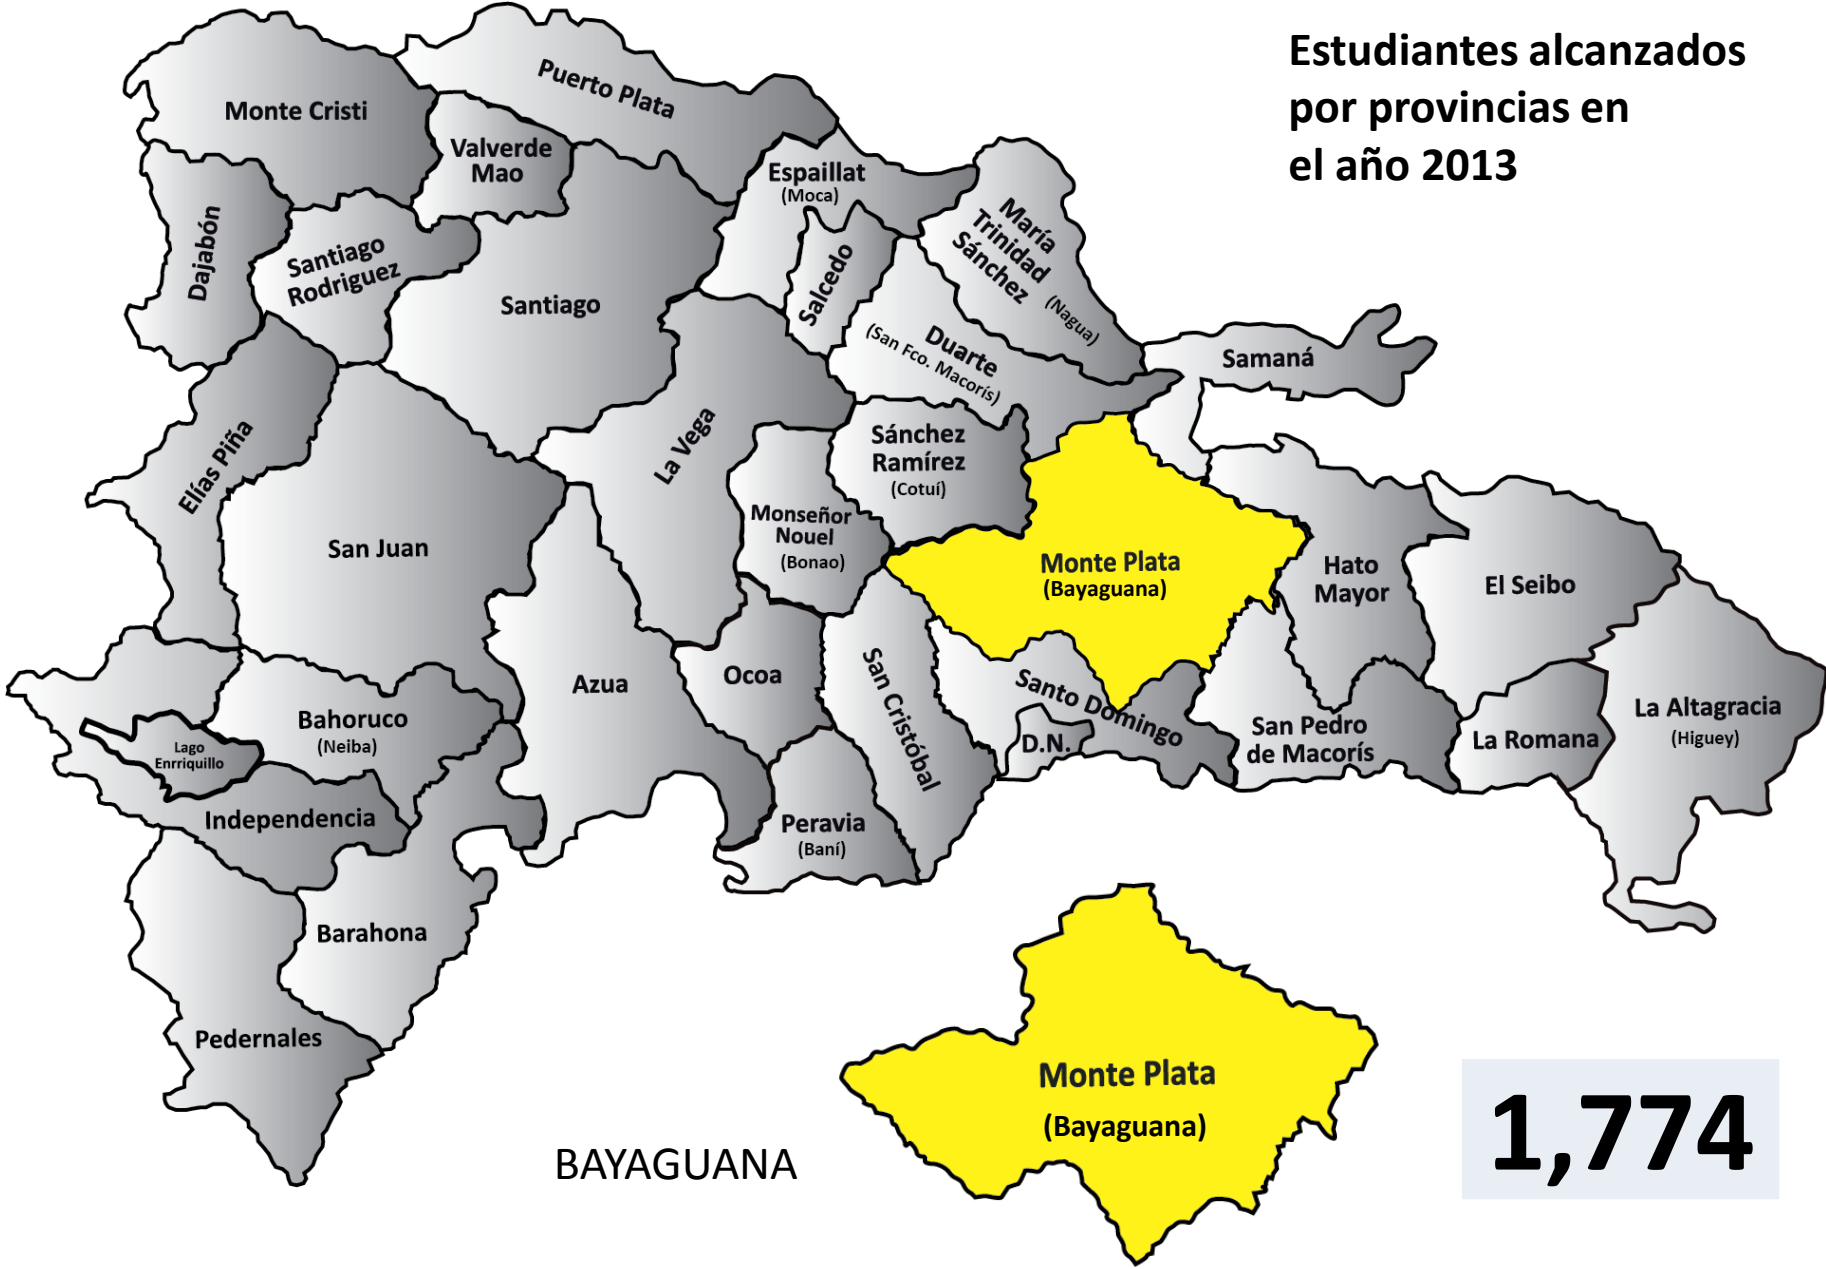 Estudiantes alcanzados
por provincias en
el año 2013
Puerto Plata
Monte Cristi
Valverde
Mao
Espaillat
(Moca)
María
Trinidad
Sánchez
(Nagua)
Dajabón
Santiago
Rodriguez
Santiago
Salcedo
Duarte
(San Fco. Macorís)
Samaná
Elías Piña
La Vega
Sánchez
Ramírez
(Cotuí)
San Juan
Monseñor
Nouel
(Bonao)
Monte Plata
(Bayaguana)
Hato
Mayor
El Seibo
Azua
Ocoa
San Cristóbal
Santo Domingo
D.N.
San Pedro
de Macorís
La Romana
La Altagracia
(Higuey)
Bahoruco
(Neiba)
Lago
Enrriquillo
Independencia
Peravia
(Baní)
Barahona
Pedernales
Monte Plata
(Bayaguana)
BAYAGUANA
1,774